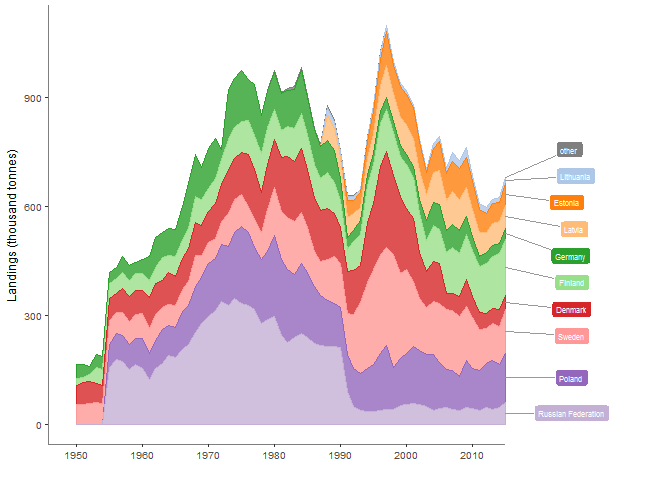 Landings (thousand tonnes)
900
600
300
0
1950
1960
1970
1980
1990
2000
2010
other
Lithuania
Estonia
Latvia
Germany
Finland
Denmark
Sweden
Poland
Russian Federation